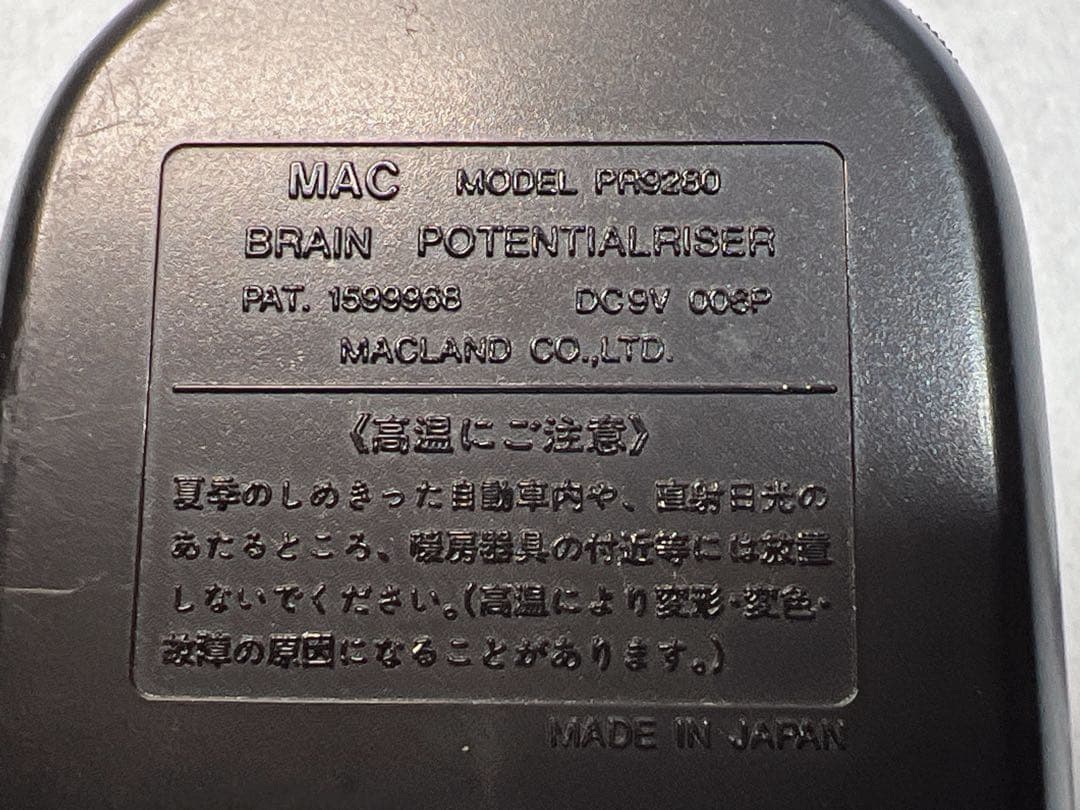 MAC MODEL PR9280
BRAIN POTENTIALRISER
PAT. 1599968 DC9V 006P
MACLAND CO.,LTD.
《高温にご注意》
夏季のしめきった自動車内や、直射日光の
あたるところ、暖房器具の付近等には放置
しないでください。(高温により変形・変色・
故障の原因になることがあります。)
MADE IN JAPAN